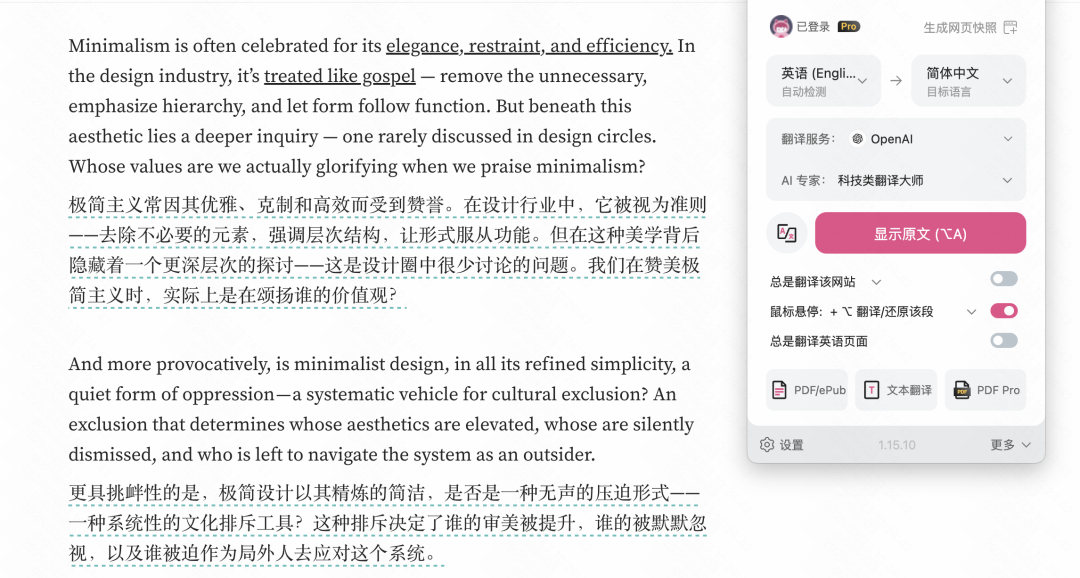 Minimalism is often celebrated for its elegance, restraint, and efficiency. In
the design industry, it’s treated like gospel — remove the unnecessary,
emphasize hierarchy, and let form follow function. But beneath this
aesthetic lies a deeper inquiry — one rarely discussed in design circles.
Whose values are we actually glorifying when we praise minimalism?
极简主义常因其优雅、克制和高效而受到赞誉。在设计行业中，它被视为准则
——去除不必要的元素，强调层次结构，让形式服从功能。但在这种美学背后
隐藏着一个更深层次的探讨——这是设计圈中很少讨论的问题。我们在赞美极
简主义时，实际上是在颂扬谁的价值观？
And more provocatively, is minimalist design, in all its refined simplicity, a
quiet form of oppression—a systematic vehicle for cultural exclusion? An
exclusion that determines whose aesthetics are elevated, whose are silently
dismissed, and who is left to navigate the system as an outsider.
更具挑衅性的是，极简设计以其精炼的简洁，是否是一种无声的压迫形式——
一种系统性的文化排斥工具？这种排斥决定了谁的审美被提升，谁的被默默忽
视，以及谁被迫作为局外人去应对这个系统。
已登录 Pro 生成网页快照
英语 (Engli... → 简体中文
自动检测 目标语言
翻译服务： OpenAI
AI 专家： 科技类翻译大师
显示原文 (⌥A)
总是翻译该网站
鼠标悬停：+ ⌥ 翻译/还原该段
总是翻译英语页面
PDF/ePub T 文本翻译 PDF PDF Pro
设置 1.15.10 更多